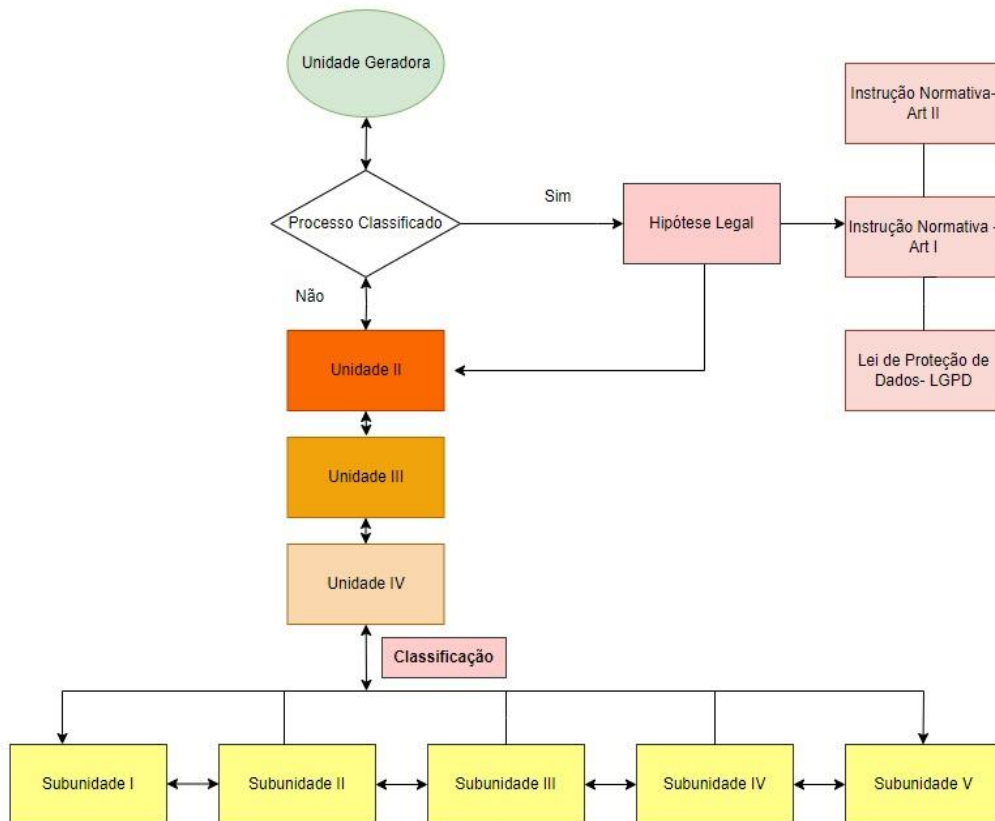 Unidade Geradora
Instrução Normativa-
Art II
Sim
Processo Classificado
Hipótese Legal
Instrução Normativa -
Art I
Não
Unidade II
Lei de Proteção de
Dados- LGPD
Unidade III
Unidade IV
Classificação
Subunidade I
Subunidade II
Subunidade III
Subunidade IV
Subunidade V